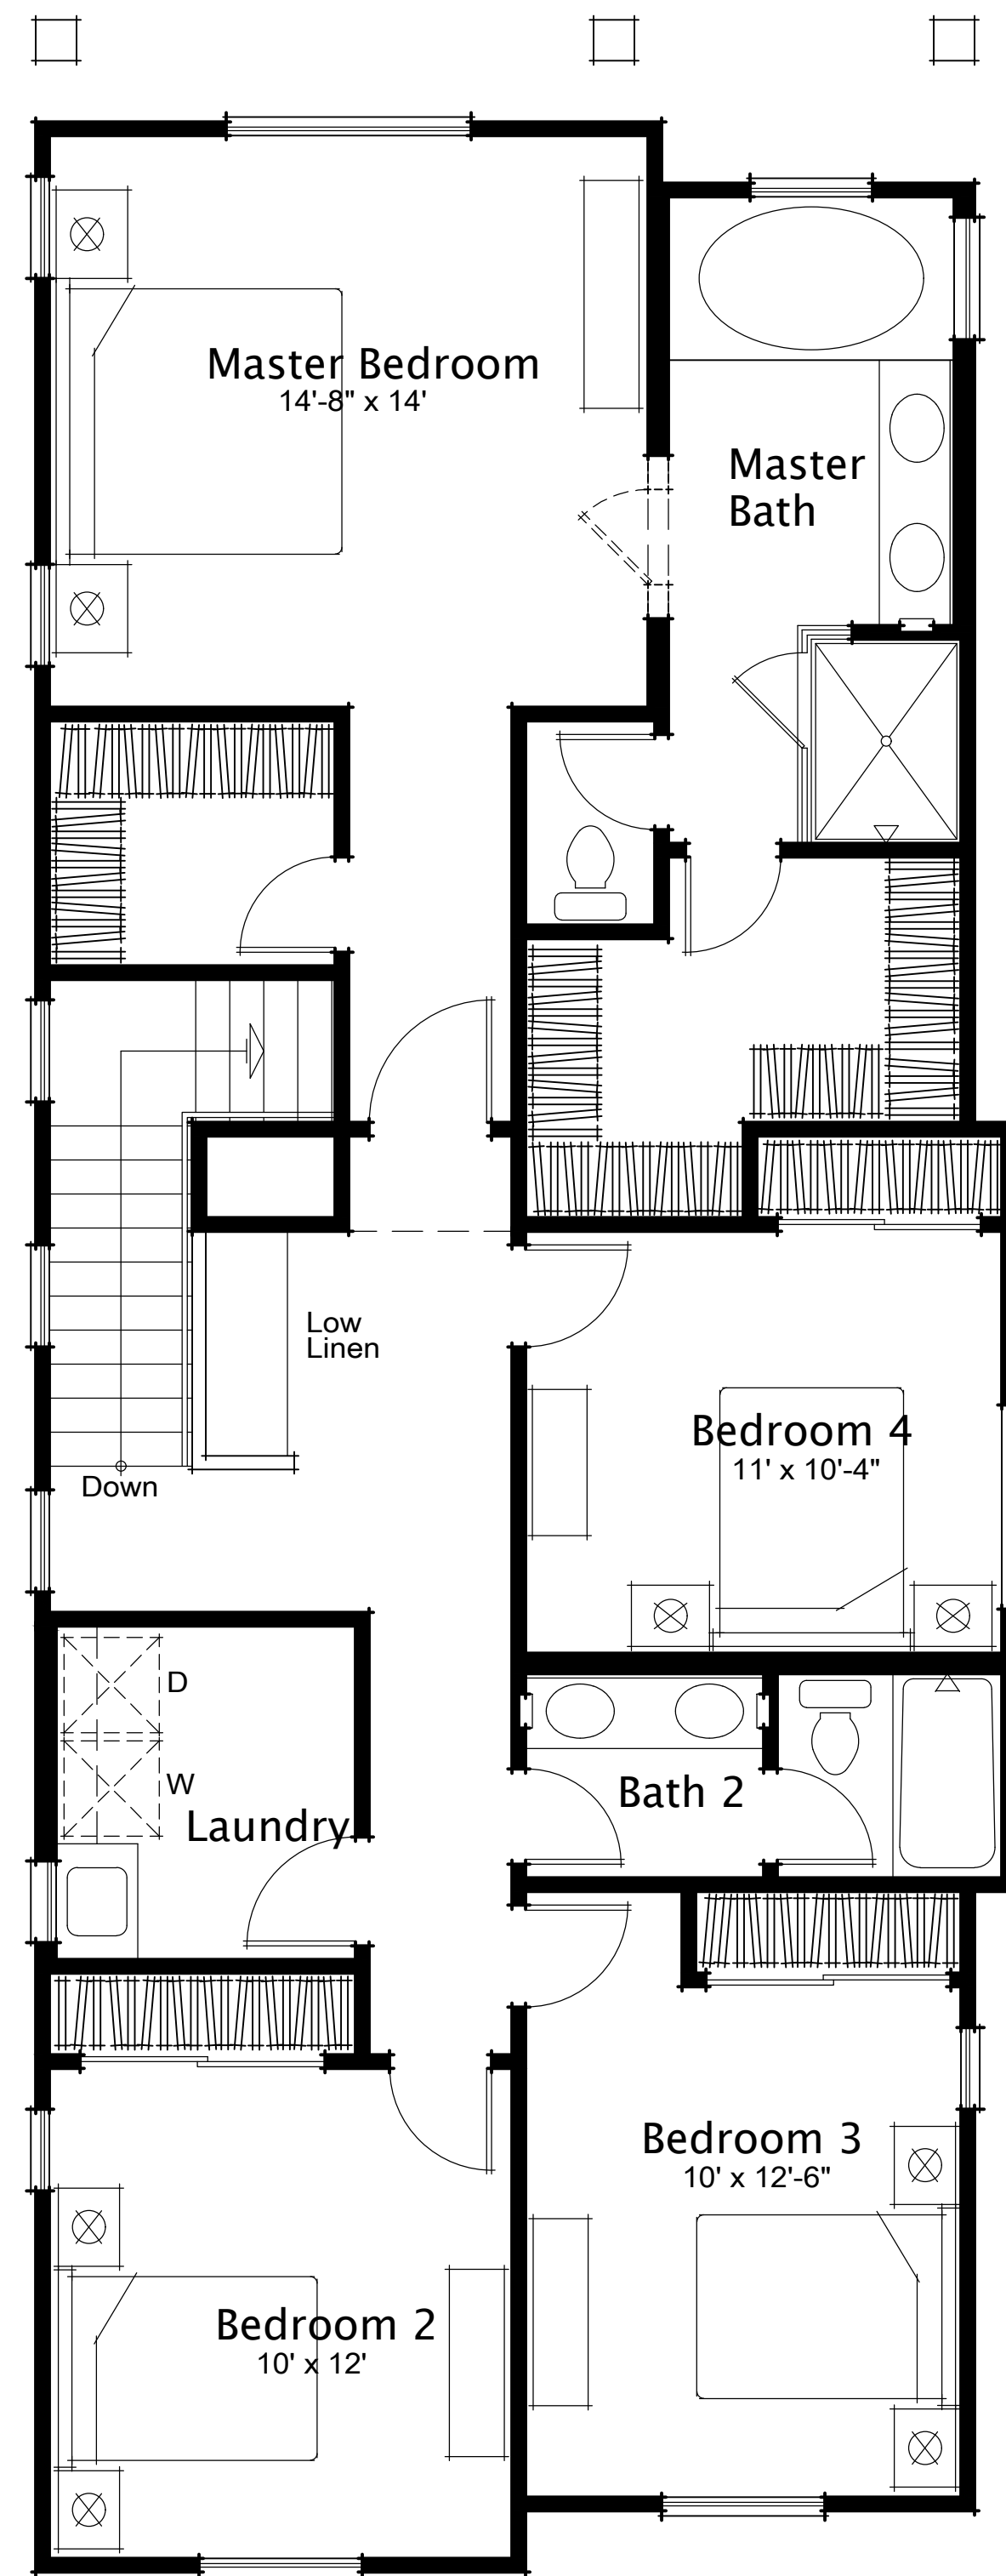 Master Bedroom
14'-8" x 14'
Master
Bath
Low
Linen
Down
Bedroom 4
11' x 10'-4"
D
W
Laundry
Bath 2
Bedroom 3
10' x 12'-6"
Bedroom 2
10' x 12'